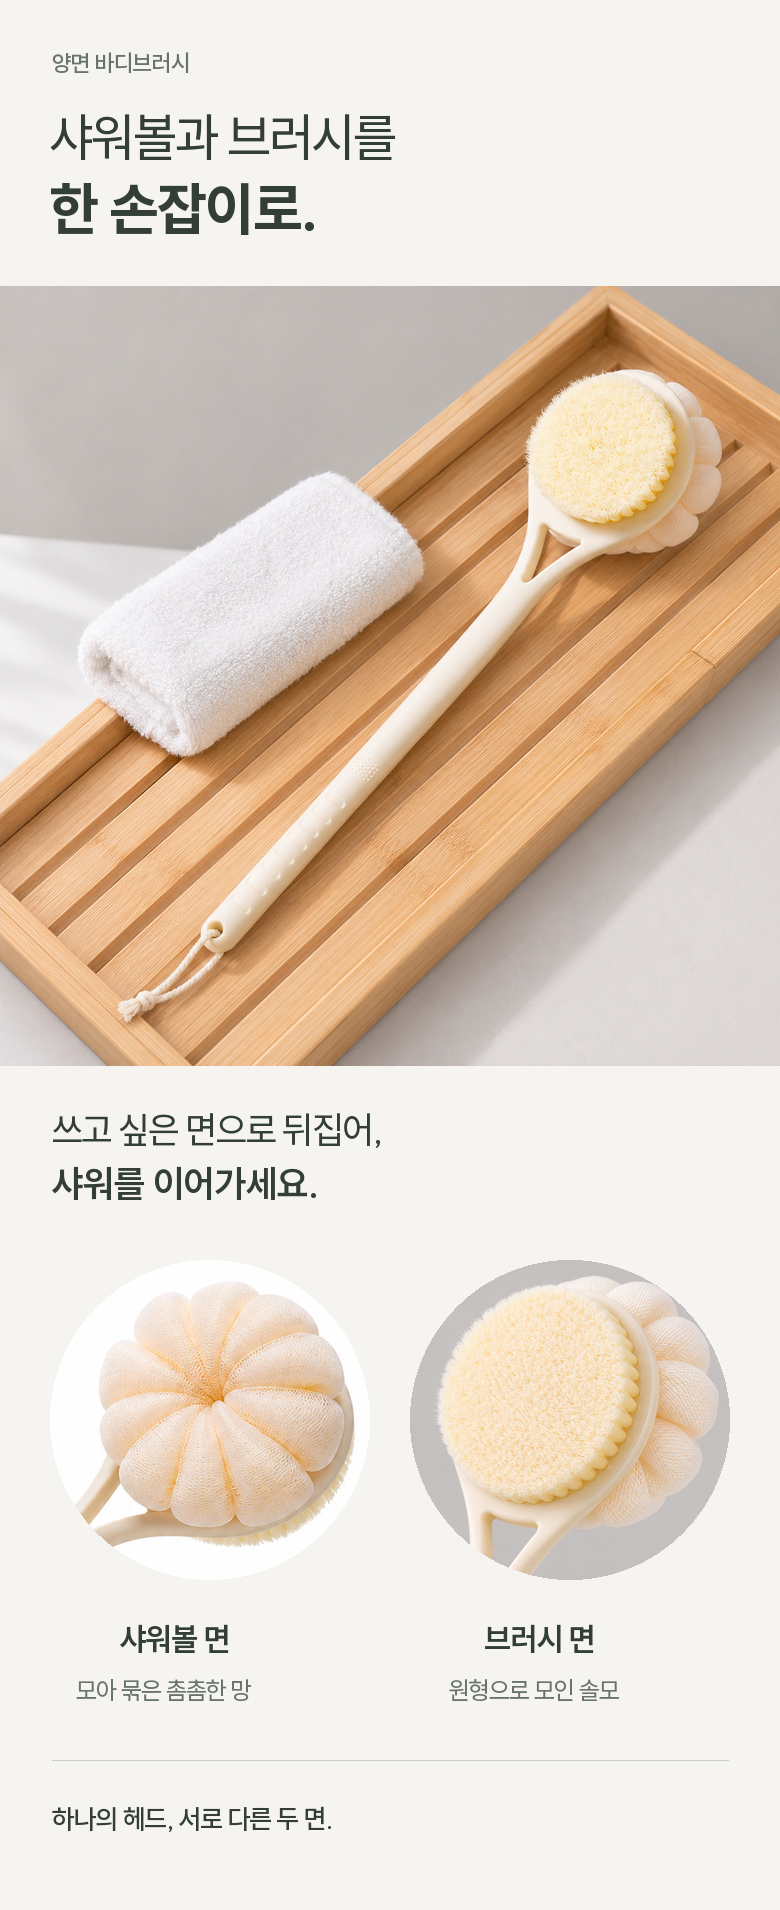 양면 바디브러시
샤워볼과 브러시를
한 손잡이로.
쓰고 싶은 면으로 뒤집어,
샤워를 이어가세요.
샤워볼 면
모아 묶은 촘촘한 망
브러시 면
원형으로 모인 솔모
하나의 헤드, 서로 다른 두 면.